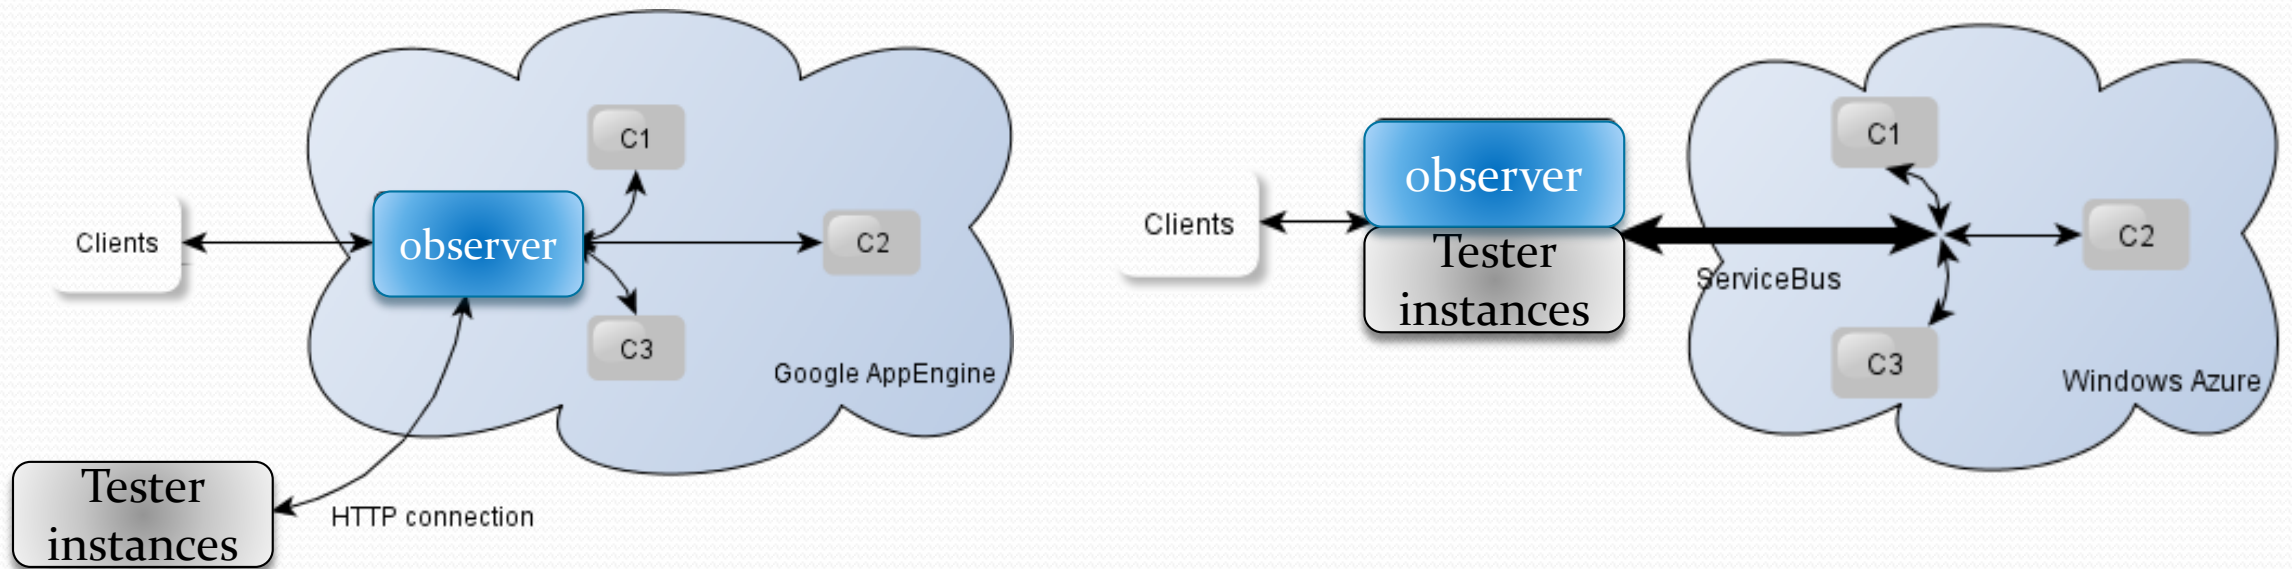 C1
Clients
observer
C2
C3
Google AppEngine
Tester
instances
HTTP connection
C1
observer
Clients
Tester
instances
ServiceBus
C2
C3
Windows Azure